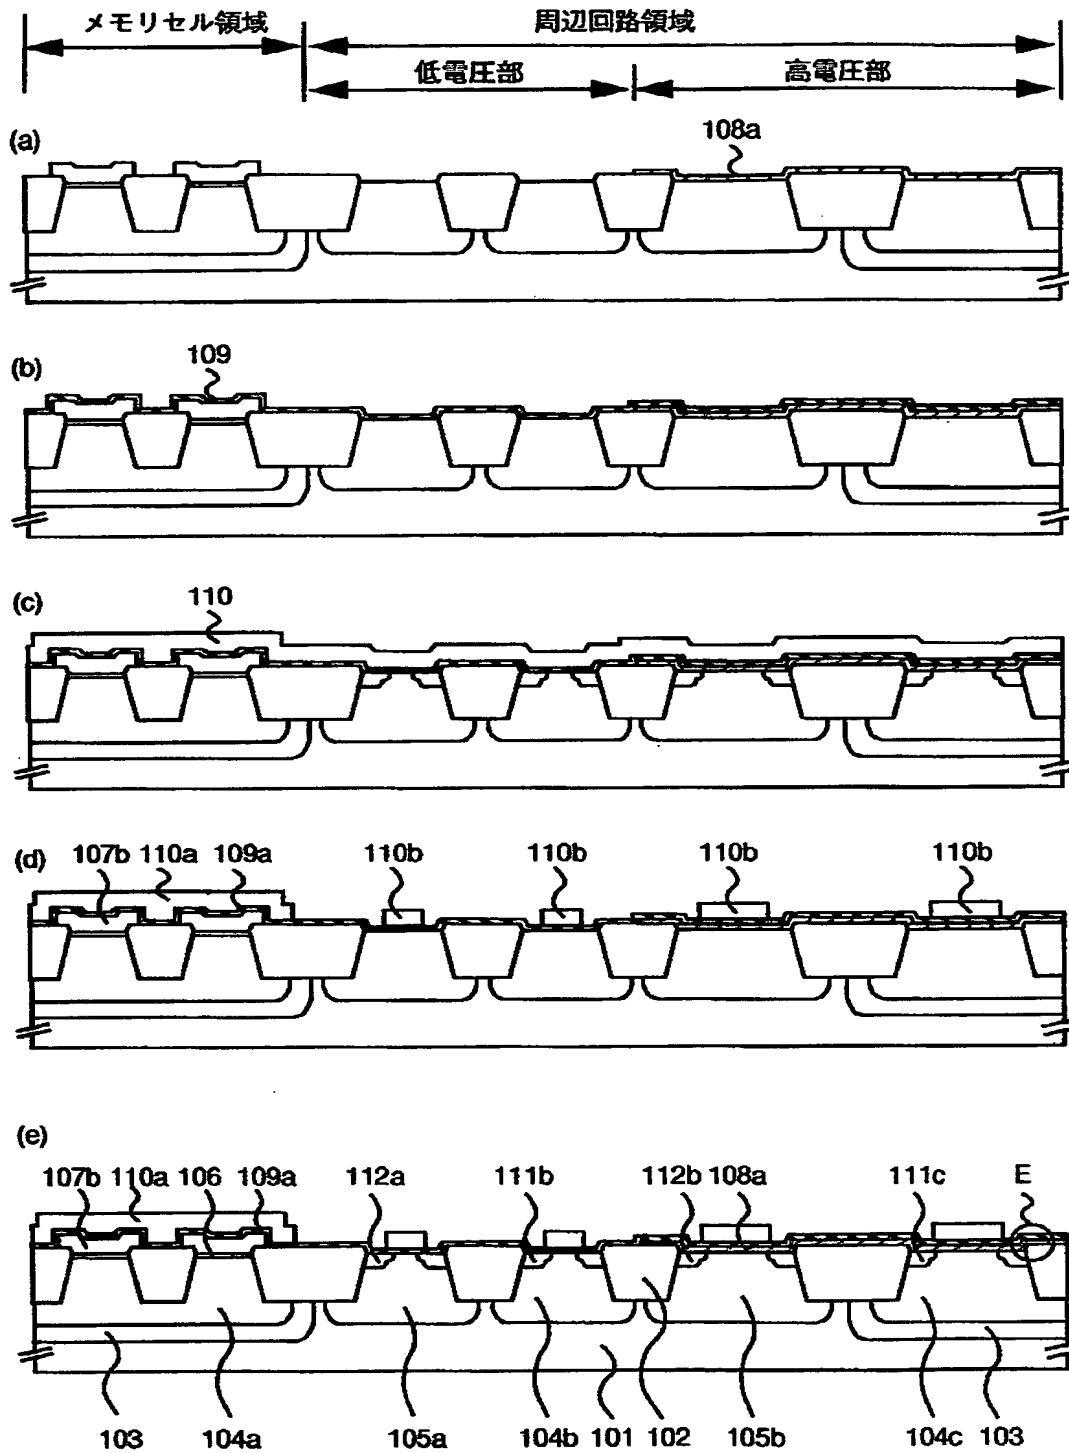 メモリセル領域 周辺回路領域
低電圧部 高電圧部
(a) 108a
(b) 109
(c) 110
(d) 107b 110a 109a 110b 110b 110b 110b
(e)
107b 110a 106 109a 112a 111b 112b 108a 111c E
103 104a 105a 104b 101 102 105b 104c 103